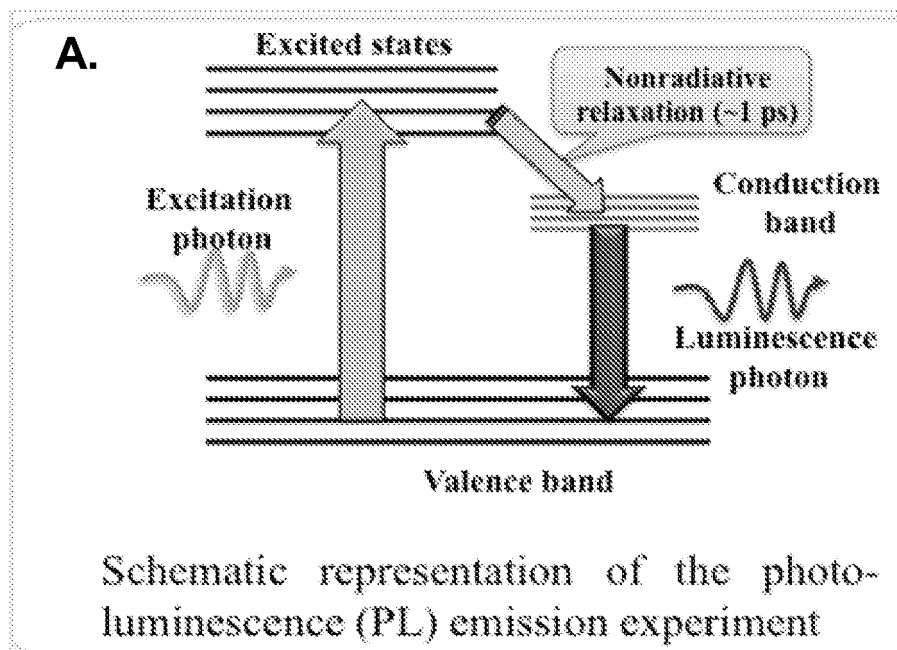 A.
Excited states
Nonradiative
relaxation (~1 ps)
Excitation
photon
Conduction
band
Luminescence
photon
Valence band
Schematic representation of the photo-
luminescence (PL) emission experiment